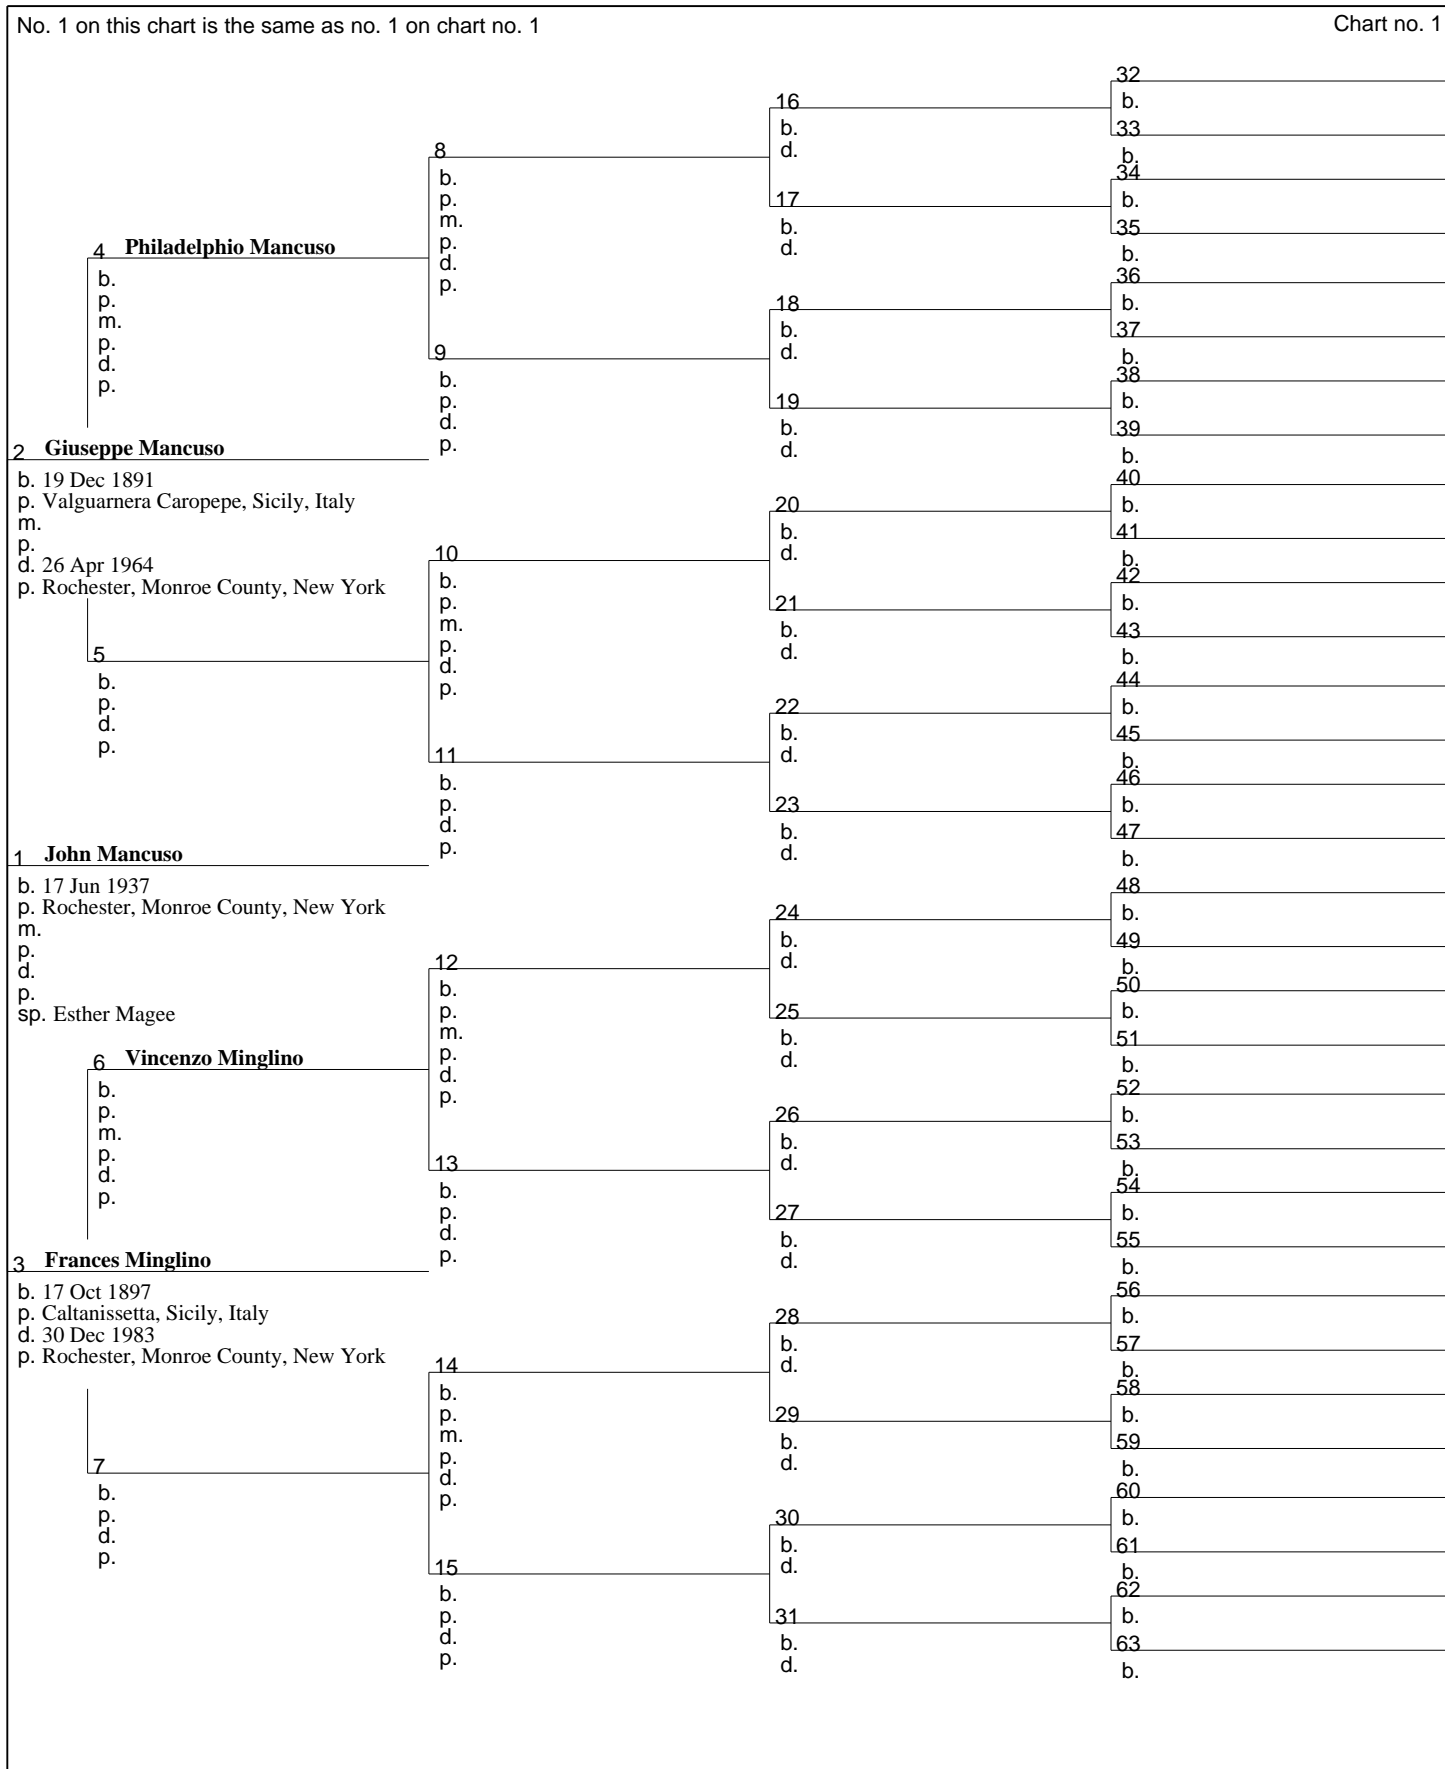 No. 1 on this chart is the same as no. 1 on chart no. 1
Chart no. 1
4 Philadelphio Mancuso
b.
p.
m.
p.
d.
p.
2 Giuseppe Mancuso
b. 19 Dec 1891
p. Valguarnera Caropepe, Sicily, Italy
m.
p.
d. 26 Apr 1964
p. Rochester, Monroe County, New York
5
b.
p.
d.
p.
1 John Mancuso
b. 17 Jun 1937
p. Rochester, Monroe County, New York
m.
p.
d.
p.
sp. Esther Magee
6 Vincenzo Minglino
b.
p.
m.
p.
d.
p.
3 Frances Minglino
b. 17 Oct 1897
p. Caltanissetta, Sicily, Italy
d. 30 Dec 1983
p. Rochester, Monroe County, New York
7
b.
p.
d.
p.
8
b.
p.
m.
p.
d.
p.
9
b.
p.
d.
p.
10
b.
p.
m.
p.
d.
p.
11
b.
p.
d.
p.
12
b.
p.
m.
p.
d.
p.
13
b.
p.
d.
p.
14
b.
p.
m.
p.
d.
p.
15
b.
p.
d.
p.
16
b.
d.
17
b.
d.
18
b.
d.
19
b.
d.
20
b.
d.
21
b.
d.
22
b.
d.
23
b.
d.
24
b.
d.
25
b.
d.
26
b.
d.
27
b.
d.
28
b.
d.
29
b.
d.
30
b.
d.
31
b.
d.
32
b.
33
b.
34
b.
35
b.
36
b.
37
b.
38
b.
39
b.
40
b.
41
b.
42
b.
43
b.
44
b.
45
b.
46
b.
47
b.
48
b.
49
b.
50
b.
51
b.
52
b.
53
b.
54
b.
55
b.
56
b.
57
b.
58
b.
59
b.
60
b.
61
b.
62
b.
63
b.